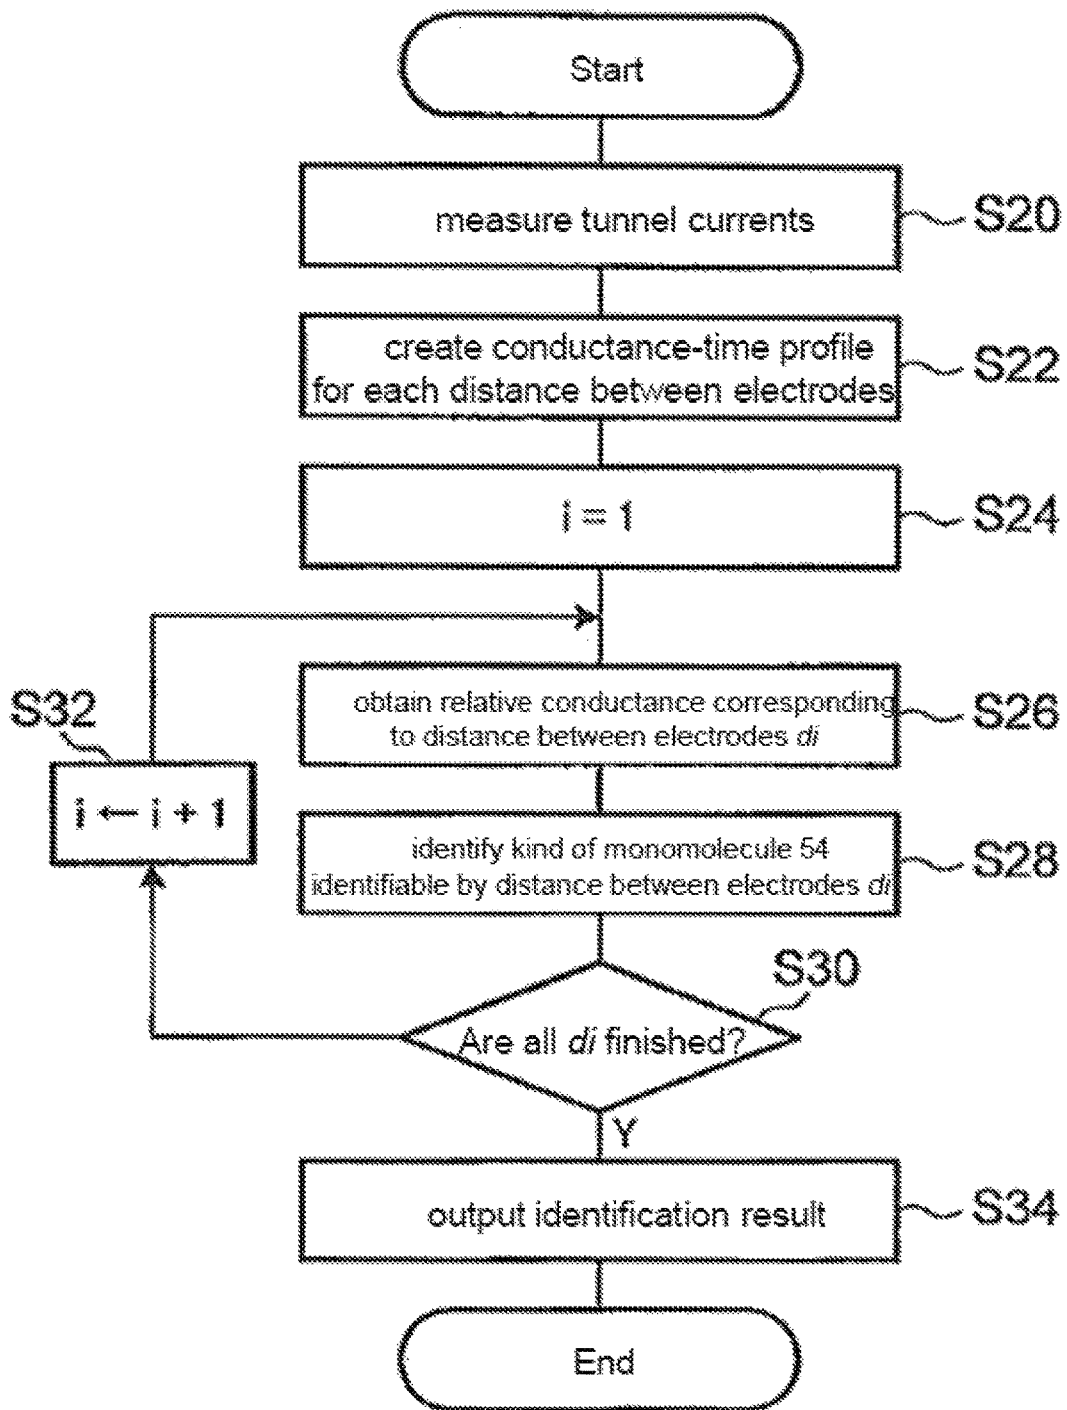 Start
measure tunnel currents
S20
create conductance-time profile
for each distance between electrodes
S22
i = 1
S24
obtain relative conductance corresponding
to distance between electrodes di
S26
S32
i ← i + 1
identify kind of monomolecule 54
identifiable by distance between electrodes di
S28
S30
Are all di finished?
Y
output identification result
S34
End